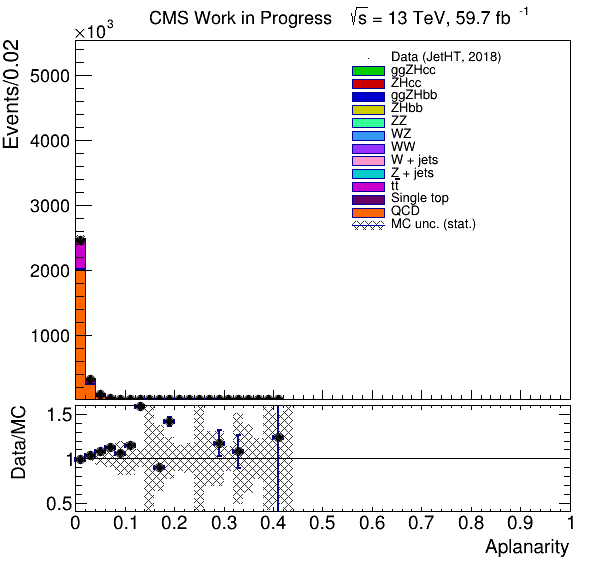 CMS Work in Progress √s = 13 TeV, 59.7 fb⁻¹
×10³
Events/0.02
5000
4000
3000
2000
1000
Data (JetHT, 2018)
ggZHcc
ZHcc
ggZHbb
ZHbb
ZZ
WZ
WW
W + jets
Z + jets
tt̅
Single top
QCD
MC unc. (stat.)
Data/MC
1.5
1
0.5
0 0.1 0.2 0.3 0.4 0.5 0.6 0.7 0.8 0.9 1
Aplanarity